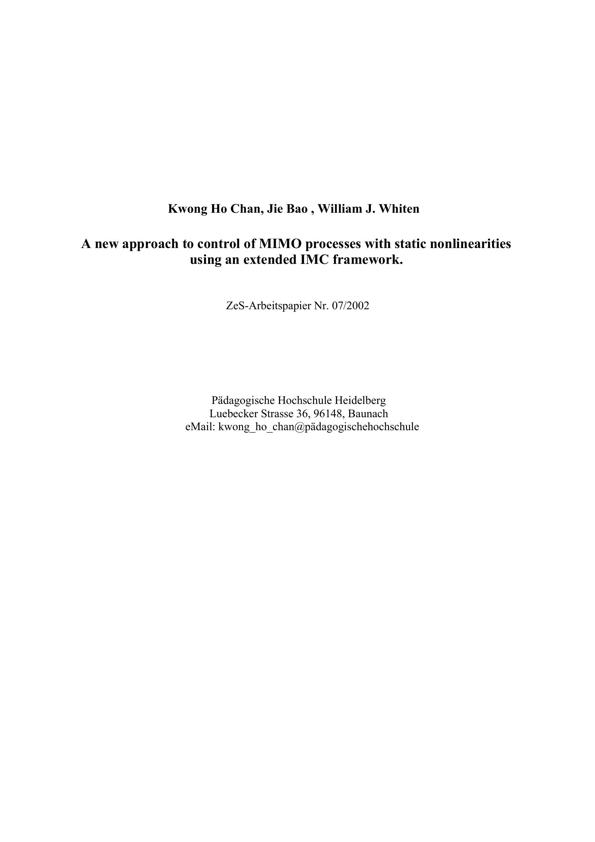 Kwong Ho Chan, Jie Bao , William J. Whiten
A new approach to control of MIMO processes with static nonlinearities
using an extended IMC framework.
ZeS-Arbeitspapier Nr. 07/2002
Pädagogische Hochschule Heidelberg
Luebecker Strasse 36, 96148, Baunach
eMail: kwong_ho_chan@pädagogischehochschule